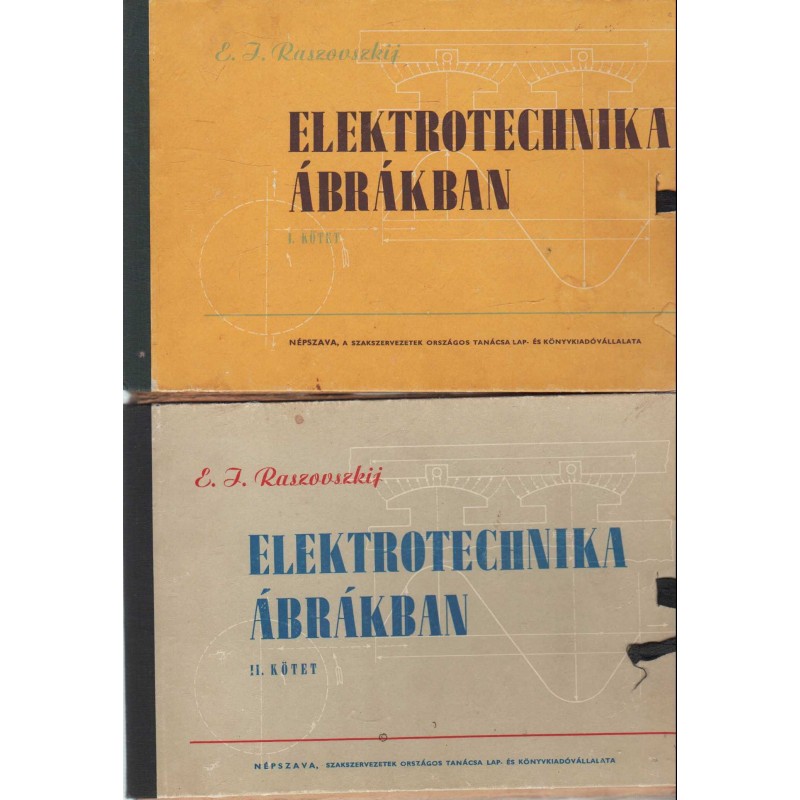 E. J. Raszovszkij
ELEKTROTECHNIKA
ÁBRÁKBAN
I. KÖTET
NÉPSZAVA, A SZAKSZERVEZETEK ORSZÁGOS TANÁCSA LAP- ÉS KÖNYVKIADÓVÁLLALATA
E. J. Raszovszkij
ELEKTROTECHNIKA
ÁBRÁKBAN
II. KÖTET
NÉPSZAVA, SZAKSZERVEZETEK ORSZÁGOS TANÁCSA LAP- ÉS KÖNYVKIADÓVÁLLALATA